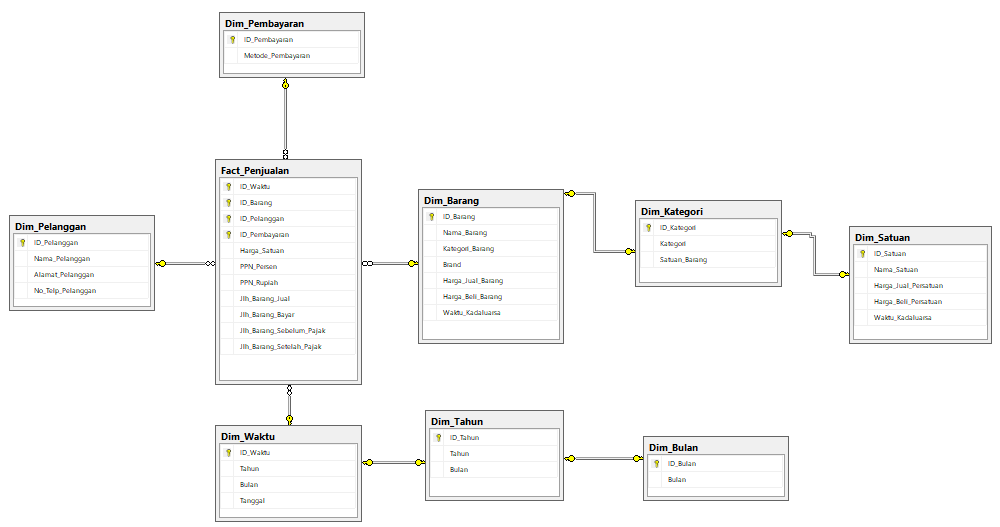 Dim_Pembayaran
ID_Pembayaran
Metode_Pembayaran
Fact_Penjualan
ID_Waktu
ID_Barang
ID_Pelanggan
ID_Pembayaran
Harga_Satuan
PPN_Persen
PPN_Rupiah
Jlh_Barang_Jual
Jlh_Barang_Bayar
Jlh_Barang_Sebelum_Pajak
Jlh_Barang_Setelah_Pajak
Dim_Pelanggan
ID_Pelanggan
Nama_Pelanggan
Alamat_Pelanggan
No_Telp_Pelanggan
Dim_Barang
ID_Barang
Nama_Barang
Kategori_Barang
Brand
Harga_Jual_Barang
Harga_Beli_Barang
Waktu_Kadaluarsa
Dim_Kategori
ID_Kategori
Kategori
Satuan_Barang
Dim_Satuan
ID_Satuan
Nama_Satuan
Harga_Jual_Persatuan
Harga_Beli_Persatuan
Waktu_Kadaluarsa
Dim_Waktu
ID_Waktu
Tahun
Bulan
Tanggal
Dim_Tahun
ID_Tahun
Tahun
Bulan
Dim_Bulan
ID_Bulan
Bulan